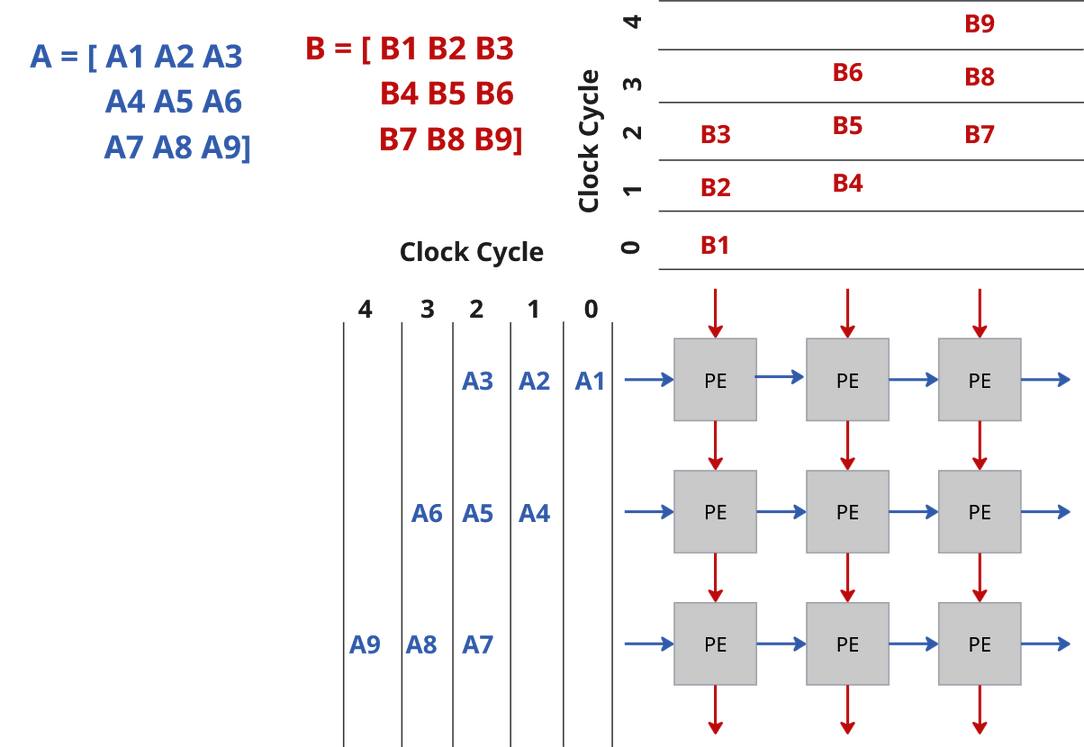 A = [ A1 A2 A3
A4 A5 A6
A7 A8 A9]
B = [ B1 B2 B3
B4 B5 B6
B7 B8 B9]
Clock Cycle
4 B9
3 B6 B8
2 B3 B5 B7
1 B2 B4
0 B1
Clock Cycle
4 3 2 1 0
A3 A2 A1 PE PE PE
A6 A5 A4 PE PE PE
A9 A8 A7 PE PE PE